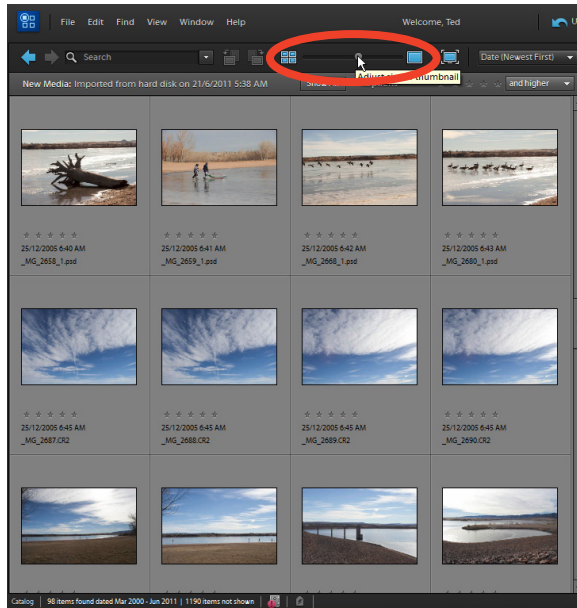 File Edit Find View Window Help Welcome, Ted
Search Date (Newest First)
Adjust thumbnail
New Media: Imported from hard disk on 21/6/2011 5:38 AM and higher
25/12/2005 6:40 AM 25/12/2005 6:41 AM 25/12/2005 6:42 AM 25/12/2005 6:43 AM
_MG_2658_1.psd _MG_2659_1.psd _MG_2668_1.psd _MG_2680_1.psd
25/12/2005 6:45 AM 25/12/2005 6:45 AM 25/12/2005 6:45 AM 25/12/2005 6:45 AM
_MG_2687.CR2 _MG_2688.CR2 _MG_2689.CR2 _MG_2690.CR2
Catalog 98 items found dated Mar 2000 - Jun 2011 | 1190 items not shown